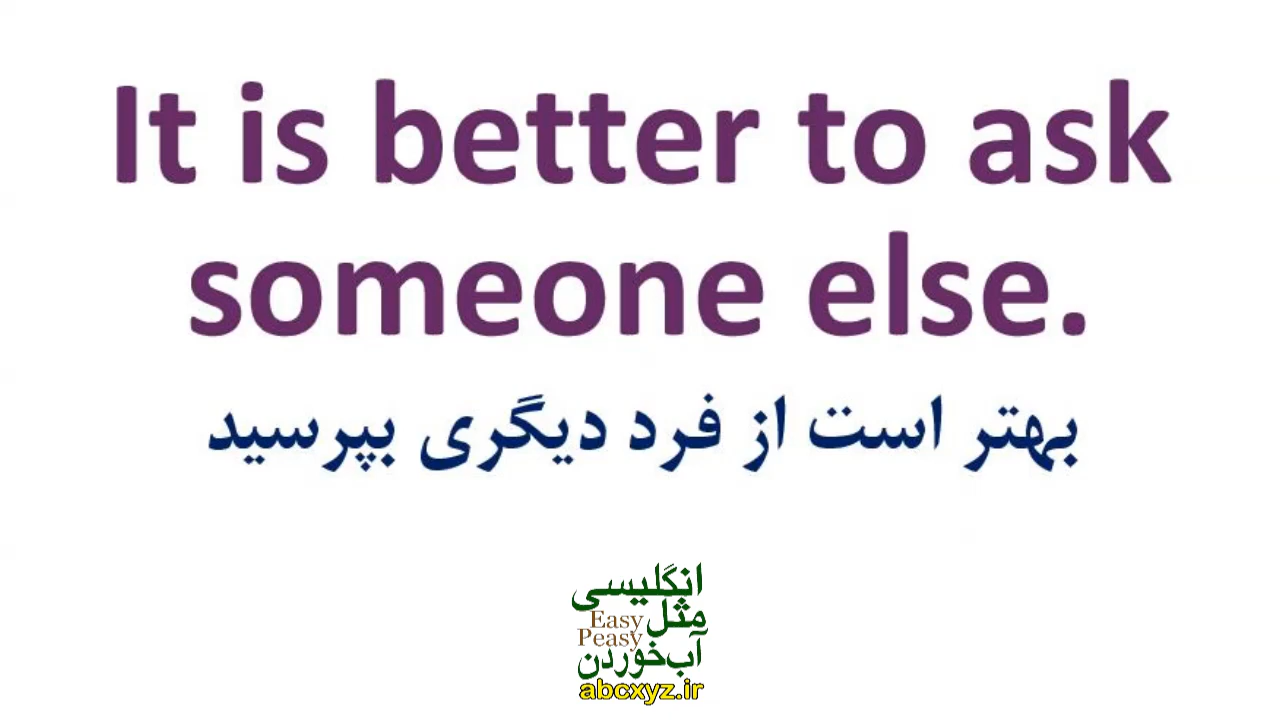 It is better to ask
someone else.
بهتر است از فرد دیگری بپرسید
انگلیسی
مثل
Easy
Peasy
آب‌خوردن
abcxyz.ir